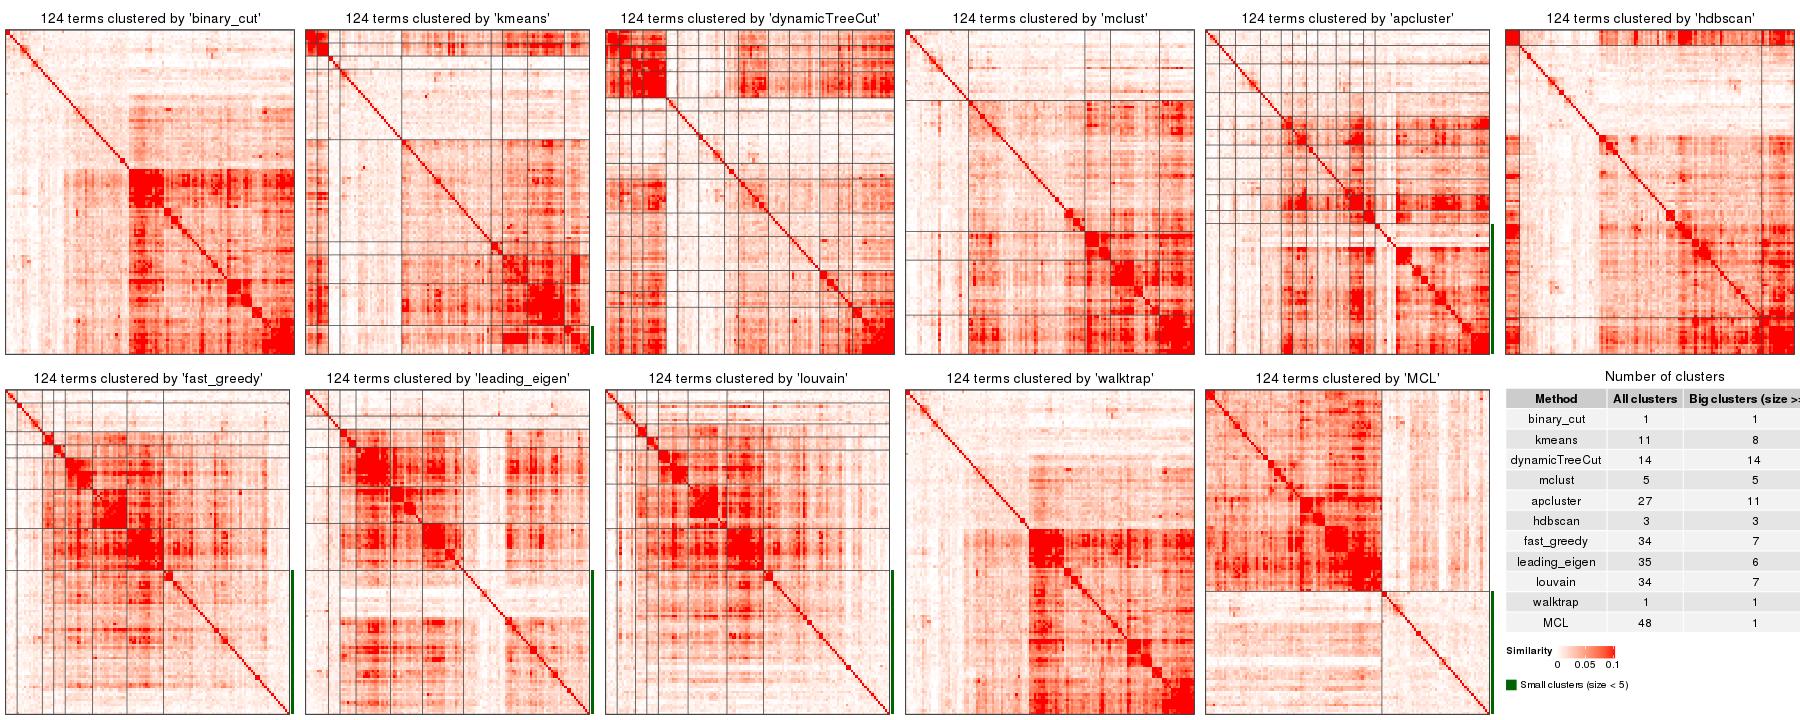 124 terms clustered by 'binary_cut'
124 terms clustered by 'kmeans'
124 terms clustered by 'dynamicTreeCut'
124 terms clustered by 'mclust'
124 terms clustered by 'apcluster'
124 terms clustered by 'hdbscan'
124 terms clustered by 'fast_greedy'
124 terms clustered by 'leading_eigen'
124 terms clustered by 'louvain'
124 terms clustered by 'walktrap'
124 terms clustered by 'MCL'
Number of clusters
Method All clusters Big clusters (size >=
binary_cut 1 1
kmeans 11 8
dynamicTreeCut 14 14
mclust 5 5
apcluster 27 11
hdbscan 3 3
fast_greedy 34 7
leading_eigen 35 6
louvain 34 7
walktrap 1 1
MCL 48 1
Similarity
0 0.05 0.1
Small clusters (size < 5)